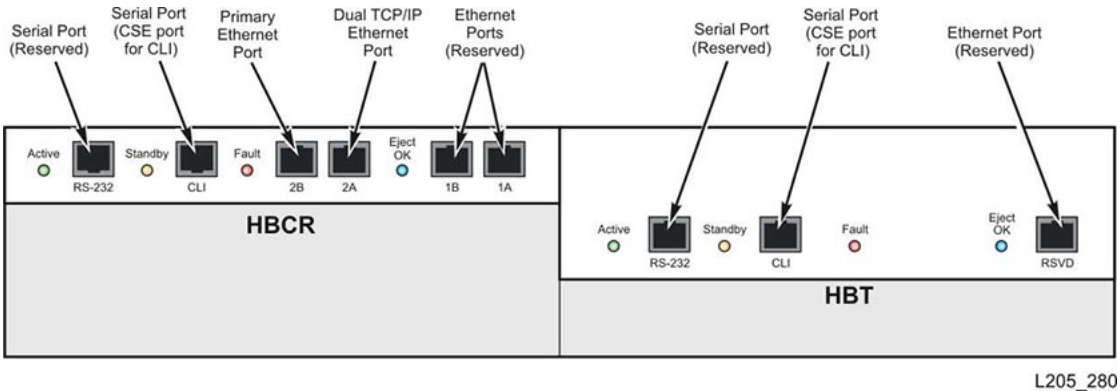 Serial Port
(Reserved)
Serial Port
(CSE port
for CLI)
Primary
Ethernet
Port
Dual TCP/IP
Ethernet
Port
Ethernet
Ports
(Reserved)
Serial Port
(Reserved)
Serial Port
(CSE port
for CLI)
Ethernet Port
(Reserved)
Active
RS-232
Standby
CLI
Fault
2B
2A
Eject
OK
1B
1A
HBCR
Active
RS-232
Standby
CLI
Fault
Eject
OK
RSVD
HBT
L205_280